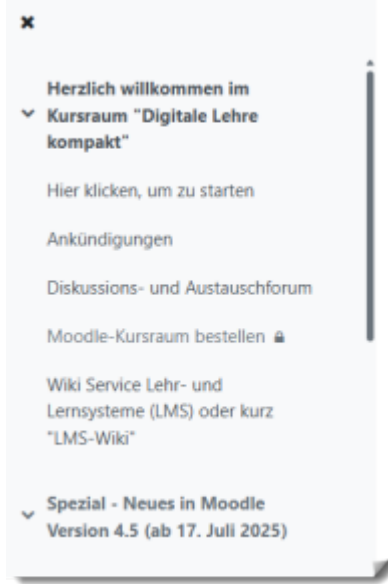 Herzlich willkommen im
Kursraum "Digitale Lehre
kompakt"
Hier klicken, um zu starten
Ankündigungen
Diskussions- und Austauschforum
Moodle-Kursraum bestellen
Wiki Service Lehr- und
Lernsysteme (LMS) oder kurz
"LMS-Wiki"
Spezial - Neues in Moodle
Version 4.5 (ab 17. Juli 2025)